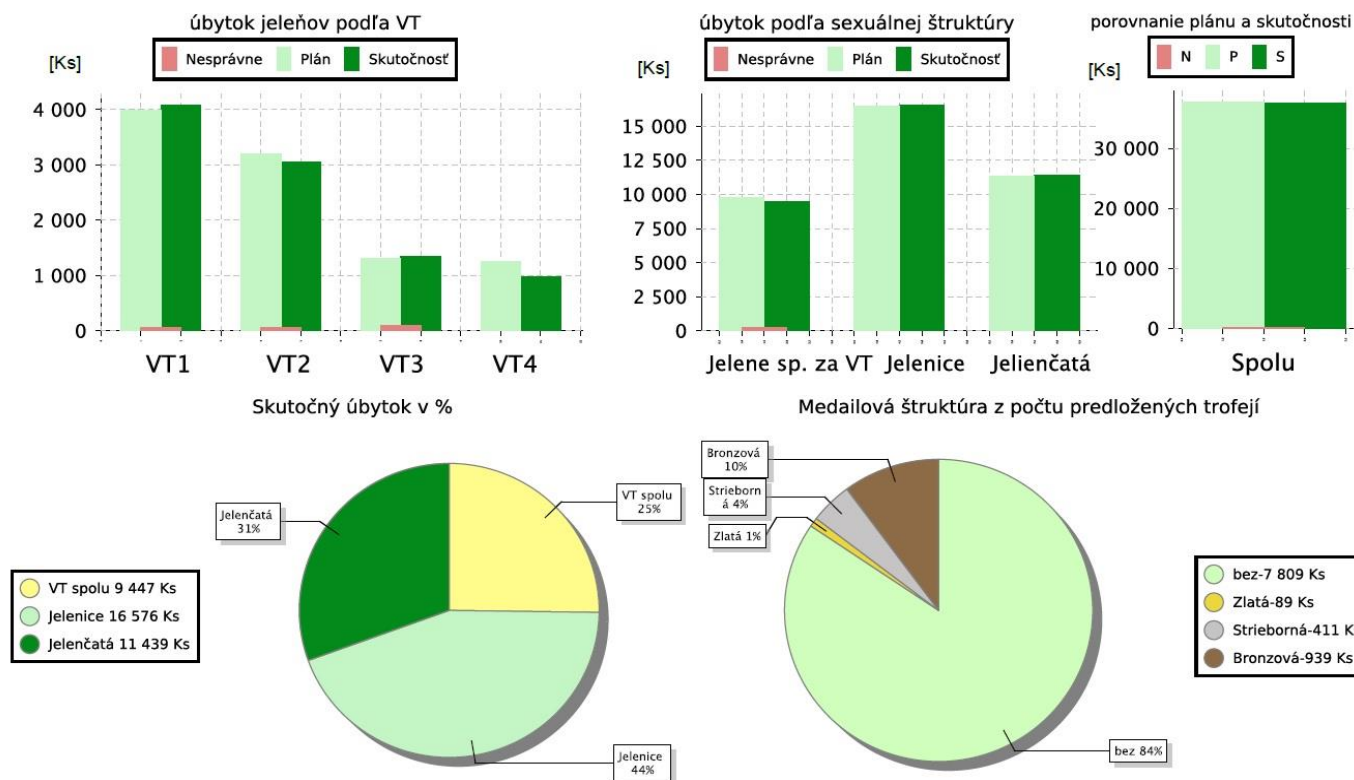 úbytok jeleňov podľa VT
Nesprávne Plán Skutočnosť
[Ks]
4 000
3 000
2 000
1 000
0
VT1 VT2 VT3 VT4
úbytok podľa sexuálnej štruktúry
Nesprávne Plán Skutočnosť
[Ks]
15 000
12 500
10 000
7 500
5 000
2 500
0
Jelene sp. za VT Jelenice Jelienčatá
porovnanie plánu a skutočnosti
N P S
[Ks]
30 000
20 000
10 000
0
Spolu
Skutočný úbytok v %
Jelenčatá
31%
VT spolu
25%
Jelenice
44%
VT spolu 9 447 Ks
Jelenice 16 576 Ks
Jelenčatá 11 439 Ks
Medailová štruktúra z počtu predložených trofejí
Bronzová
10%
Strieborn
á 4%
Zlatá 1%
bez 84%
bez-7 809 Ks
Zlatá-89 Ks
Strieborná-411 K
Bronzová-939 Ks